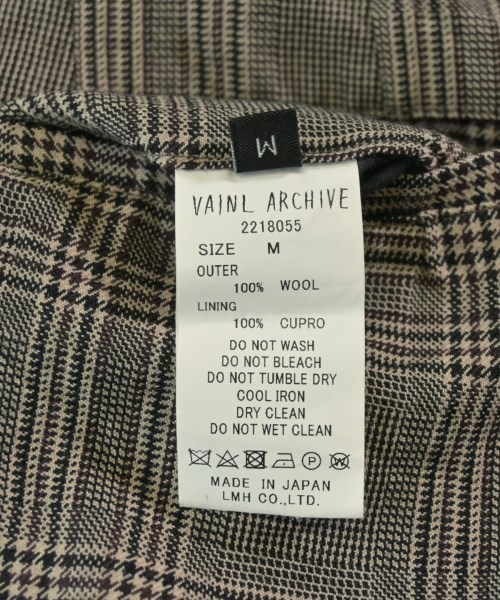 M
VAINL ARCHIVE
2218055
SIZE M
OUTER
100% WOOL
LINING
100% CUPRO
DO NOT WASH
DO NOT BLEACH
DO NOT TUMBLE DRY
COOL IRON
DRY CLEAN
DO NOT WET CLEAN
P W
MADE IN JAPAN
LMH CO.,LTD.